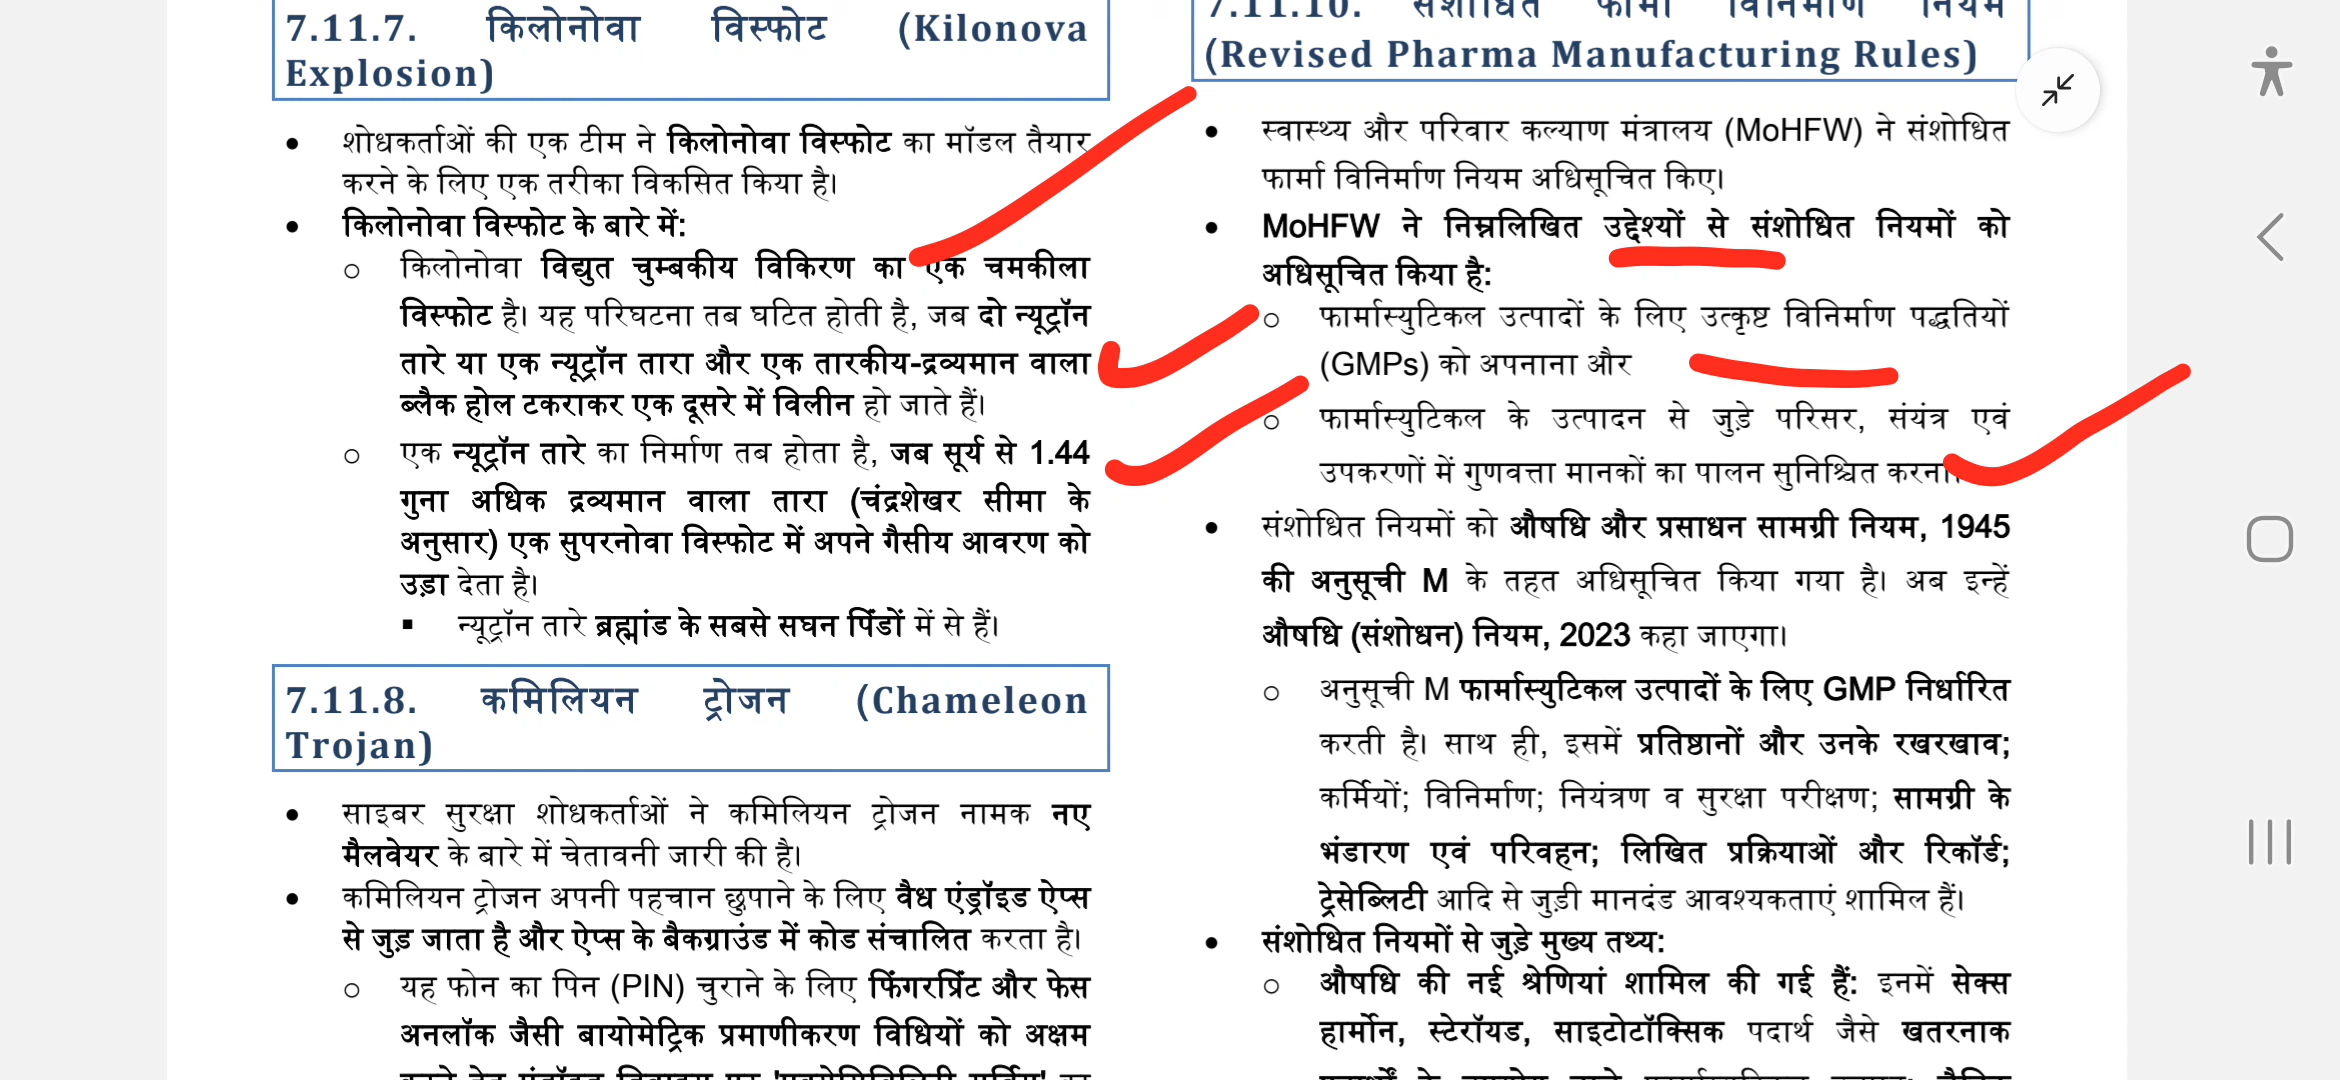 7.11.7. किलोनोवा विस्फोट (Kilonova
Explosion)
शोधकर्ताओं की एक टीम ने किलोनोवा विस्फोट का मॉडल तैयार
करने के लिए एक तरीका विकसित किया है।
किलोनोवा विस्फोट के बारे में:
किलोनोवा विद्युत चुम्बकीय विकिरण का एक चमकीला
विस्फोट है। यह परिघटना तब घटित होती है, जब दो न्यूट्रॉन
तारे या एक न्यूट्रॉन तारा और एक तारकीय-द्रव्यमान वाला
ब्लैक होल टकराकर एक दूसरे में विलीन हो जाते हैं।
एक न्यूट्रॉन तारे का निर्माण तब होता है, जब सूर्य से 1.44
गुना अधिक द्रव्यमान वाला तारा (चंद्रशेखर सीमा के
अनुसार) एक सुपरनोवा विस्फोट में अपने गैसीय आवरण को
उड़ा देता है।
न्यूट्रॉन तारे ब्रह्मांड के सबसे सघन पिंडों में से हैं।
7.11.8. कमिलियन ट्रोजन (Chameleon
Trojan)
साइबर सुरक्षा शोधकर्ताओं ने कमिलियन ट्रोजन नामक नए
मैलवेयर के बारे में चेतावनी जारी की है।
कमिलियन ट्रोजन अपनी पहचान छुपाने के लिए वैध एंड्रॉइड ऐप्स
से जुड़ जाता है और ऐप्स के बैकग्राउंड में कोड संचालित करता है।
यह फोन का पिन (PIN) चुराने के लिए फिंगरप्रिंट और फेस
अनलॉक जैसी बायोमेट्रिक प्रमाणीकरण विधियों को अक्षम
7.11.10. संशोधित फार्मा विनिर्माण नियम
(Revised Pharma Manufacturing Rules)
स्वास्थ्य और परिवार कल्याण मंत्रालय (MoHFW) ने संशोधित
फार्मा विनिर्माण नियम अधिसूचित किए।
MoHFW ने निम्नलिखित उद्देश्यों से संशोधित नियमों को
अधिसूचित किया है:
फार्मास्युटिकल उत्पादों के लिए उत्कृष्ट विनिर्माण पद्धतियों
(GMPs) को अपनाना और
फार्मास्युटिकल के उत्पादन से जुड़े परिसर, संयंत्र एवं
उपकरणों में गुणवत्ता मानकों का पालन सुनिश्चित करना।
संशोधित नियमों को औषधि और प्रसाधन सामग्री नियम, 1945
की अनुसूची M के तहत अधिसूचित किया गया है। अब इन्हें
औषधि (संशोधन) नियम, 2023 कहा जाएगा।
अनुसूची M फार्मास्युटिकल उत्पादों के लिए GMP निर्धारित
करती है। साथ ही, इसमें प्रतिष्ठानों और उनके रखरखाव;
कर्मियों; विनिर्माण; नियंत्रण व सुरक्षा परीक्षण; सामग्री के
भंडारण एवं परिवहन; लिखित प्रक्रियाओं और रिकॉर्ड;
ट्रेसेब्लिटी आदि से जुड़ी मानदंड आवश्यकताएं शामिल हैं।
संशोधित नियमों से जुड़े मुख्य तथ्य:
औषधि की नई श्रेणियां शामिल की गई हैं: इनमें सेक्स
हार्मोन, स्टेरॉयड, साइटोटॉक्सिक पदार्थ जैसे खतरनाक